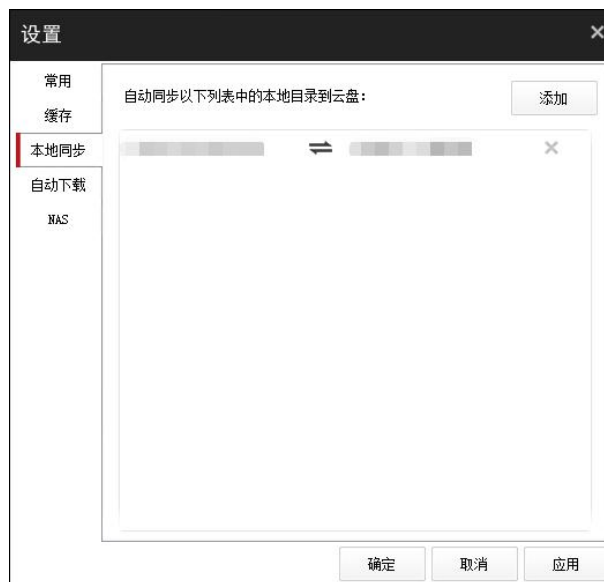 设置
常用
缓存
本地同步
自动下载
NAS
自动同步以下列表中的本地目录到云盘：
添加
确定
取消
应用